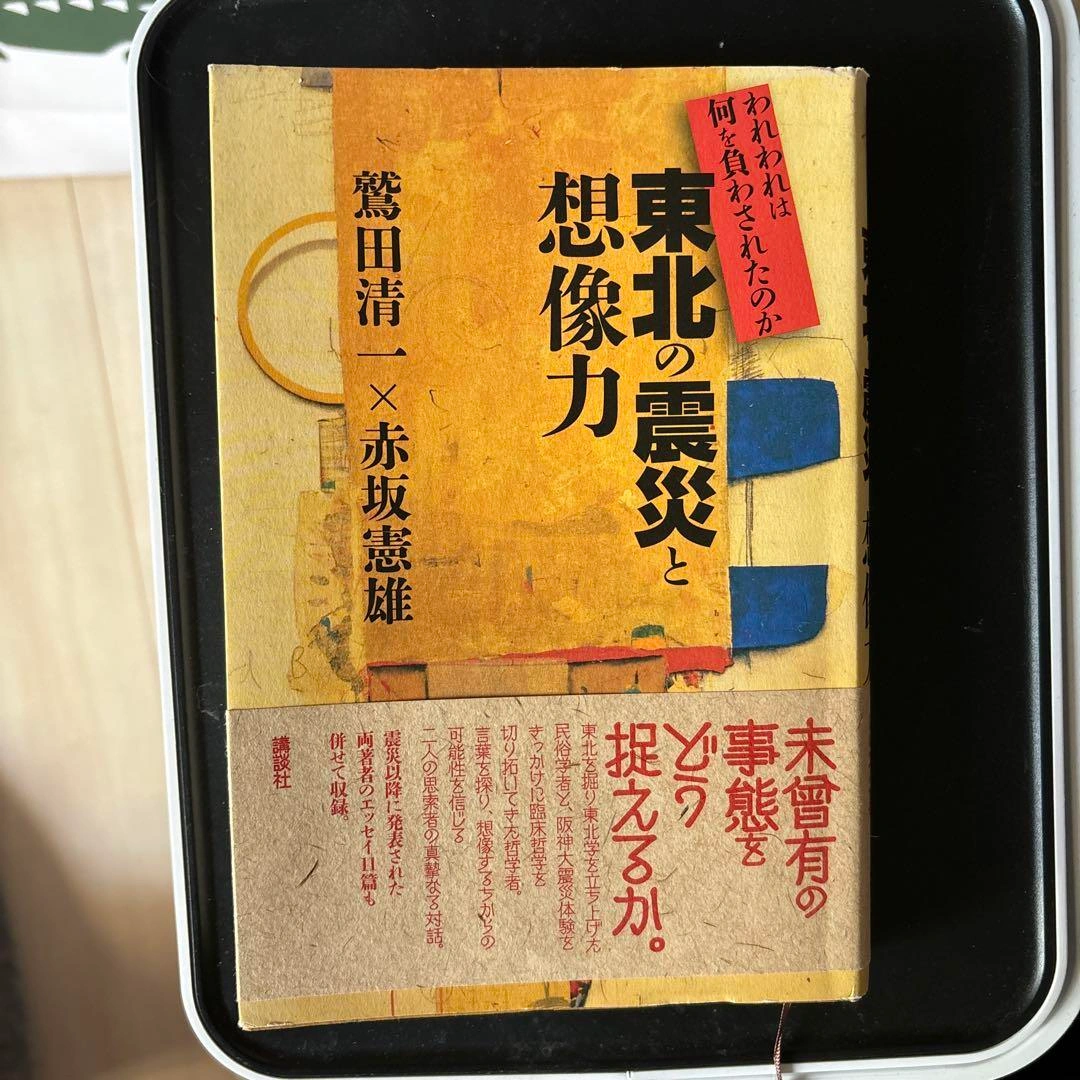 われわれは
何を負わされたのか
東北の震災と
想像力
鷲田清一×赤坂憲雄
未曾有の
事態を
どう
捉えるか。
東北を掘り東北学を立ち上げた
民俗学者と、阪神大震災体験を
きっかけに臨床哲学を
切り拓いてきた哲学者。
言葉を探り、想像するちからの
可能性を信じる
二人の思索者の真摯なる対話。
震災以降に発表された
両著者のエッセイ11篇も
併せて収録。
講談社